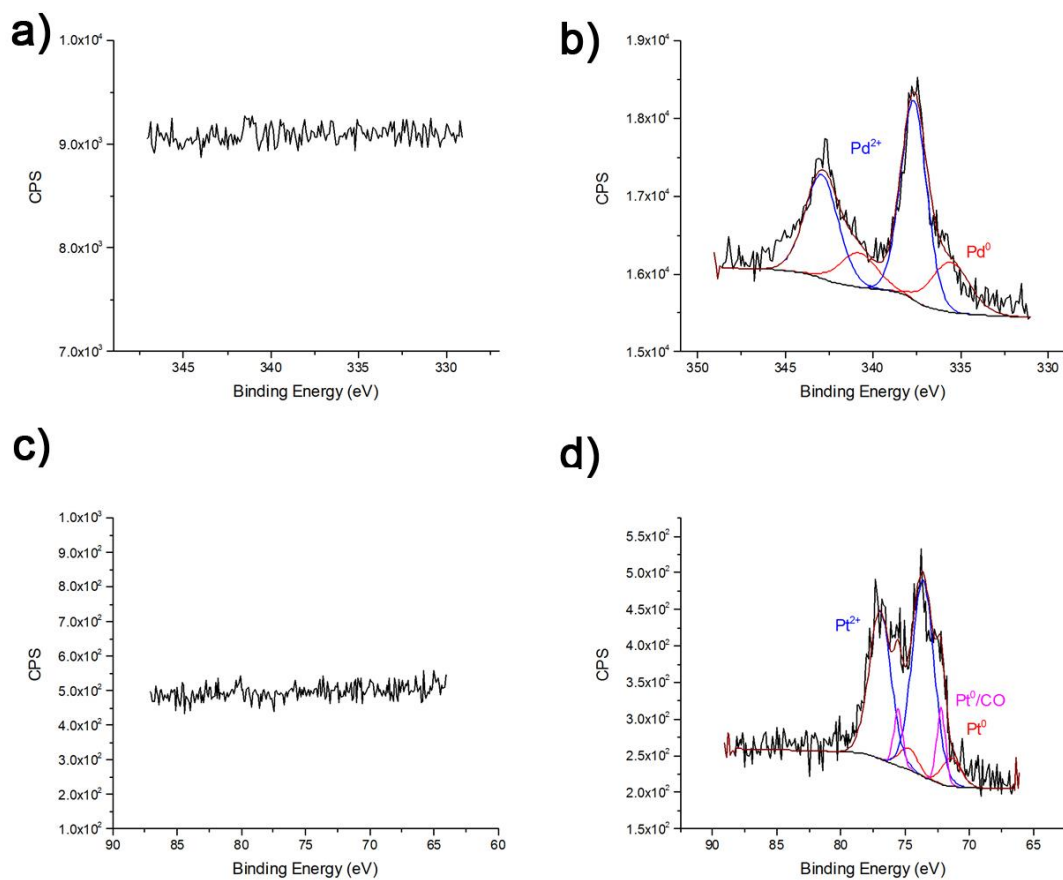 a)
1.0x10⁴
9.0x10³
8.0x10³
7.0x10³
CPS
345 340 335 330
Binding Energy (eV)
b)
1.9x10⁴
1.8x10⁴
1.7x10⁴
1.6x10⁴
1.5x10⁴
CPS
Pd²⁺
Pd⁰
350 345 340 335 330
Binding Energy (eV)
c)
1.0x10³
9.0x10²
8.0x10²
7.0x10²
6.0x10²
5.0x10²
4.0x10²
3.0x10²
2.0x10²
1.0x10²
CPS
90 85 80 75 70 65 60
Binding Energy (eV)
d)
5.5x10²
5.0x10²
4.5x10²
4.0x10²
3.5x10²
3.0x10²
2.5x10²
2.0x10²
1.5x10²
CPS
Pt²⁺
Pt⁰/CO
Pt⁰
90 85 80 75 70 65
Binding Energy (eV)